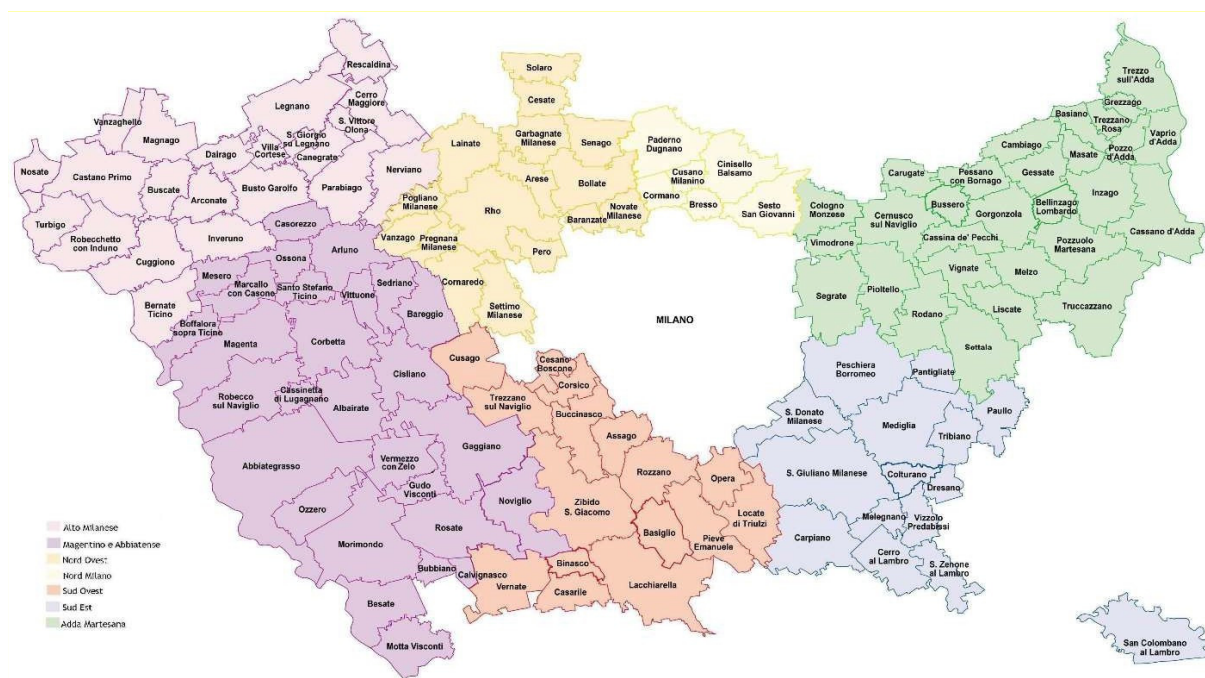 Rescaldina
Solaro
Trezzo
sull'Adda
Legnano
Cerro
Maggiore
Cesate
Grezzago
Vanzaghello
Magnago
S. Vittore
Olona
Basiano
Trezzano
Rosa
Vaprio
d'Adda
Dairago
Villa
Cortese
S. Giorgio
su Legnano
Canegrate
Lainate
Garbagnate
Milanese
Senago
Paderno
Dugnano
Cambiago
Masate
Pozzo
d'Adda
Nosate
Castano Primo
Buscate
Arconate
Busto Garolfo
Parabiago
Nerviano
Arese
Bollate
Cusano
Milanino
Cinisello
Balsamo
Carugate
Pessano
con Bornago
Gessate
Inzago
Pogliano
Milanese
Rho
Baranzate
Novate
Milanese
Cormano
Bresso
Sesto
San Giovanni
Cologno
Monzese
Cernusco
sul Naviglio
Bussero
Gorgonzola
Bellinzago
Lombardo
Turbigo
Robecchetto
con Induno
Casorezzo
Inveruno
Vanzago
Pregnana
Milanese
Pero
Vimodrone
Cassina de' Pecchi
Pozzuolo
Martesana
Cassano d'Adda
Cuggiono
Mesero
Ossona
Arluno
Marcallo
con Casone
Santo Stefano
Ticino
Vittuone
Sedriano
Cornaredo
Settimo
Milanese
Segrate
Pioltello
Vignate
Melzo
Bernate
Ticino
Boffalora
sopra Ticino
Bareggio
MILANO
Rodano
Liscate
Truccazzano
Magenta
Corbetta
Settala
Cusago
Cesano
Boscone
Corsico
Peschiera
Borromeo
Pantigliate
Robecco
sul Naviglio
Cassinetta
di Lugagnano
Albairate
Cisliano
Trezzano
sul Naviglio
Buccinasco
Assago
S. Donato
Milanese
Mediglia
Tribiano
Paullo
Abbiategrasso
Vermezzo
con Zelo
Gaggiano
Gudo
Visconti
Rozzano
Opera
S. Giuliano Milanese
Colturano
Dresano
Ozzero
Noviglio
Zibido
S. Giacomo
Locate
di Triulzi
Melegnano
Vizzolo
Predabissi
Morimondo
Rosate
Basiglio
Pieve
Emanuele
Carpiano
Cerro
al Lambro
S. Zenone
al Lambro
Bubbiano
Calvignasco
Vernate
Binasco
Casarile
Lacchiarella
Besate
Motta Visconti
San Colombano
al Lambro
Alto Milanese
Magentino e Abbiatense
Nord Ovest
Nord Milano
Sud Ovest
Sud Est
Adda Martesana